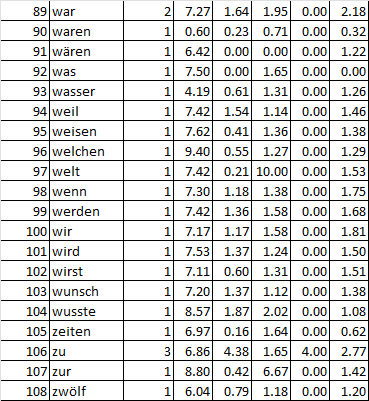 89 war 2 7.27 1.64 1.95 0.00 2.18
90 waren 1 0.60 0.23 0.71 0.00 0.32
91 wären 1 6.42 0.00 0.00 0.00 1.22
92 was 1 7.50 0.00 1.65 0.00 0.00
93 wasser 1 4.19 0.61 1.31 0.00 1.26
94 weil 1 7.42 1.54 1.14 0.00 1.46
95 weisen 1 7.62 0.41 1.36 0.00 1.38
96 welchen 1 9.40 0.55 1.27 0.00 1.29
97 welt 1 7.42 0.21 10.00 0.00 1.53
98 wenn 1 7.30 1.18 1.38 0.00 1.75
99 werden 1 7.42 1.36 1.58 0.00 1.68
100 wir 1 7.17 1.17 1.58 0.00 1.81
101 wird 1 7.53 1.37 1.24 0.00 1.50
102 wirst 1 7.11 0.60 1.31 0.00 1.51
103 wunsch 1 7.20 1.37 1.12 0.00 1.38
104 wusste 1 8.57 1.87 2.02 0.00 1.08
105 zeiten 1 6.97 0.16 1.64 0.00 0.62
106 zu 3 6.86 4.38 1.65 4.00 2.77
107 zur 1 8.80 0.42 6.67 0.00 1.42
108 zwölf 1 6.04 0.79 1.18 0.00 1.20